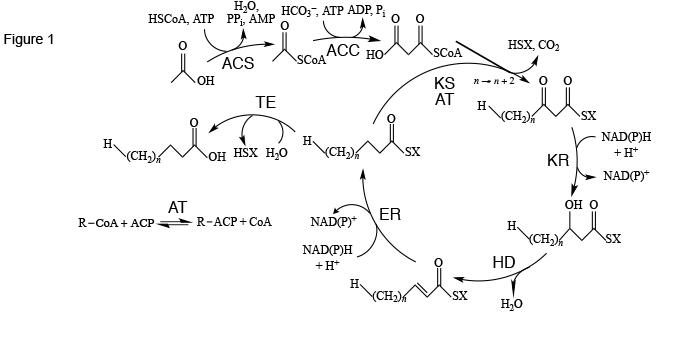 Figure 1
HSCoA, ATP
H₂O,
PPᵢ, AMP
HCO₃⁻, ATP
ADP, Pᵢ
O
OH
ACS
O
SCoA
ACC
O O
HO
SCoA
HSX, CO₂
KS
AT
n→n+2
O O
H
(CH₂)ₙ
SX
TE
O
H
(CH₂)ₙ
OH
HSX H₂O
O
H
(CH₂)ₙ
SX
KR
NAD(P)H
+ H⁺
NAD(P)⁺
AT
R–CoA + ACP ⇌ R–ACP + CoA
NAD(P)⁺
ER
NAD(P)H
+ H⁺
OH O
H
(CH₂)ₙ
SX
HD
H₂O
O
H
(CH₂)ₙ
SX